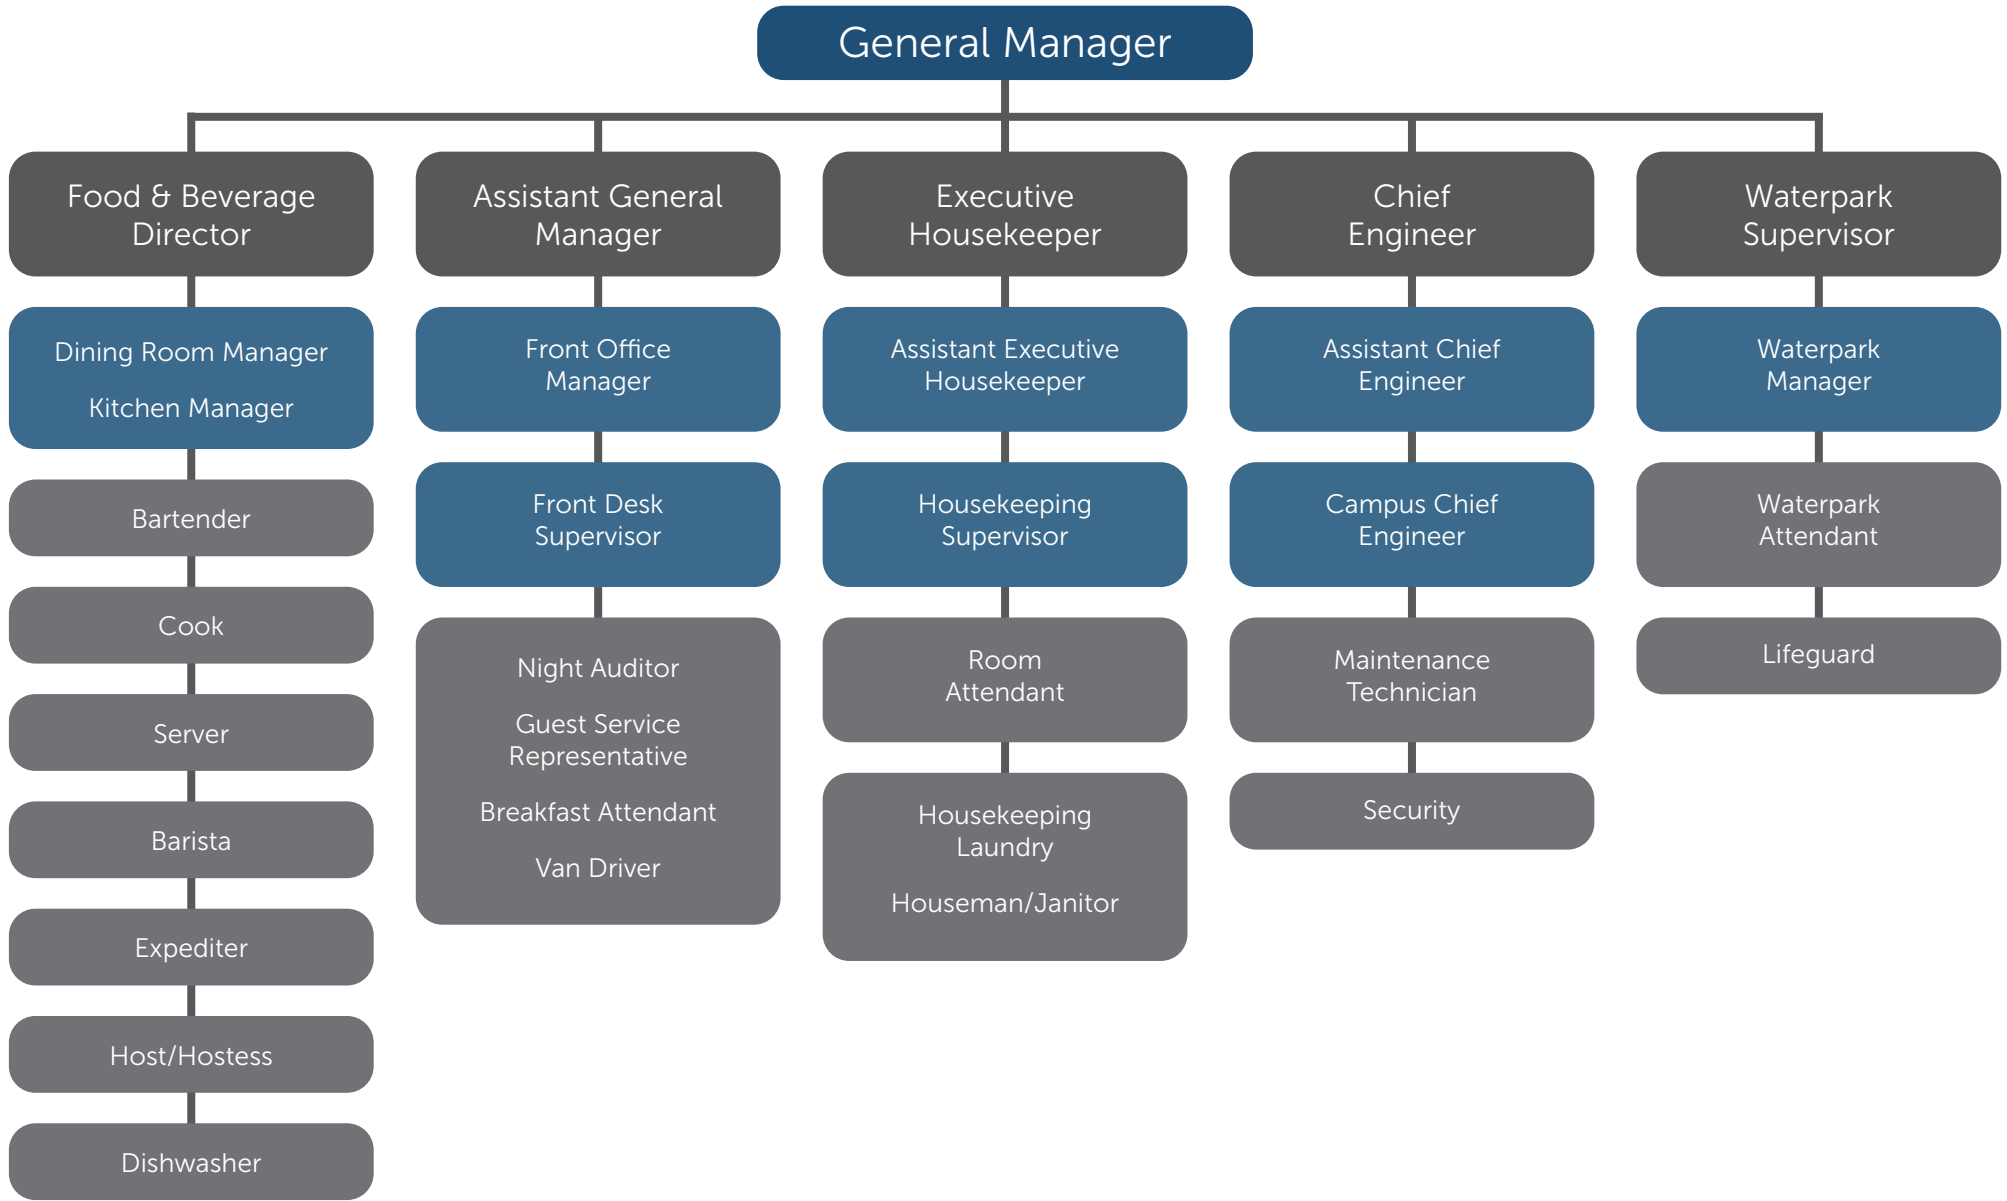 General Manager
Food & Beverage
Director
Dining Room Manager
Kitchen Manager
Bartender
Cook
Server
Barista
Expediter
Host/Hostess
Dishwasher
Assistant General
Manager
Front Office
Manager
Front Desk
Supervisor
Night Auditor
Guest Service
Representative
Breakfast Attendant
Van Driver
Executive
Housekeeper
Assistant Executive
Housekeeper
Housekeeping
Supervisor
Room
Attendant
Housekeeping
Laundry
Houseman/Janitor
Chief
Engineer
Assistant Chief
Engineer
Campus Chief
Engineer
Maintenance
Technician
Security
Waterpark
Supervisor
Waterpark
Manager
Waterpark
Attendant
Lifeguard